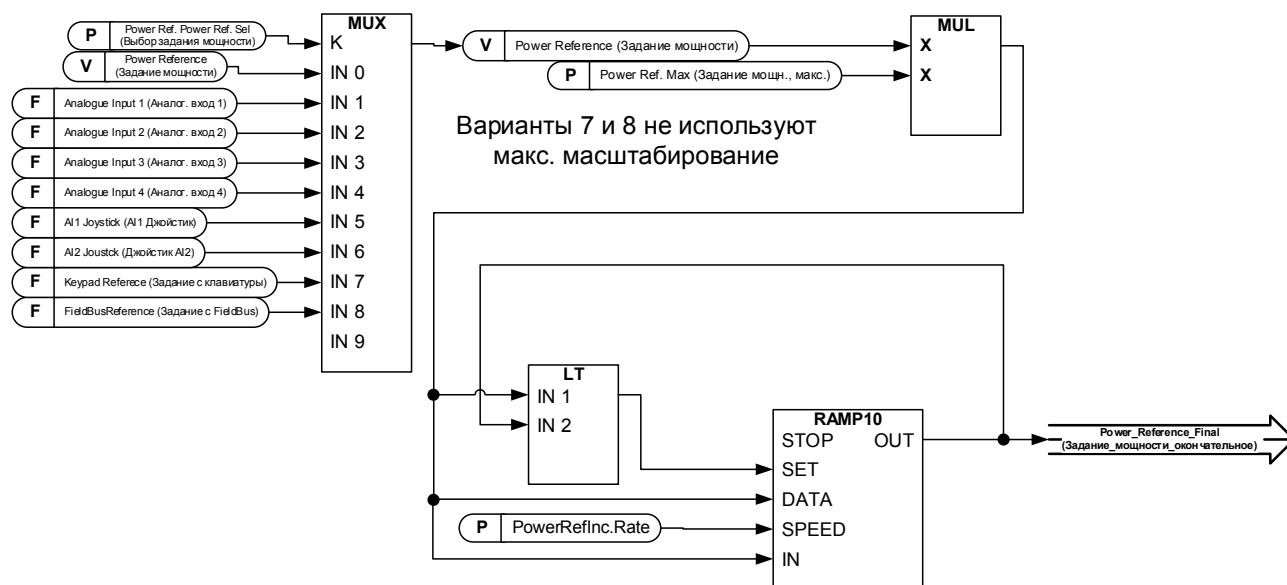 MUX
P Power Ref. Power Ref. Sel
(Выбор задания мощности)
K
V Power Reference
(Задание мощности)
IN 0
F Analogue Input 1 (Аналог. вход 1)
IN 1
F Analogue Input 2 (Аналог. вход 2)
IN 2
F Analogue Input 3 (Аналог. вход 3)
IN 3
F Analogue Input 4 (Аналог. вход 4)
IN 4
F AI1 Joystick (AI1 Джойстик)
IN 5
F AI2 Joustck (Джойстик AI2)
IN 6
F Keypad Referece (Задание с клавиатуры)
IN 7
F FieldBusReference (Задание с FieldBus)
IN 8
IN 9
V Power Reference (Задание мощности)
P Power Ref. Max (Задание мощн., макс.)
MUL
X
X
Варианты 7 и 8 не используют
макс. масштабирование
LT
IN 1
IN 2
RAMP10
STOP OUT
SET
DATA
P PowerRefInc.Rate
SPEED
IN
Power_Reference_Final
(Задание_мощности_окончательное)